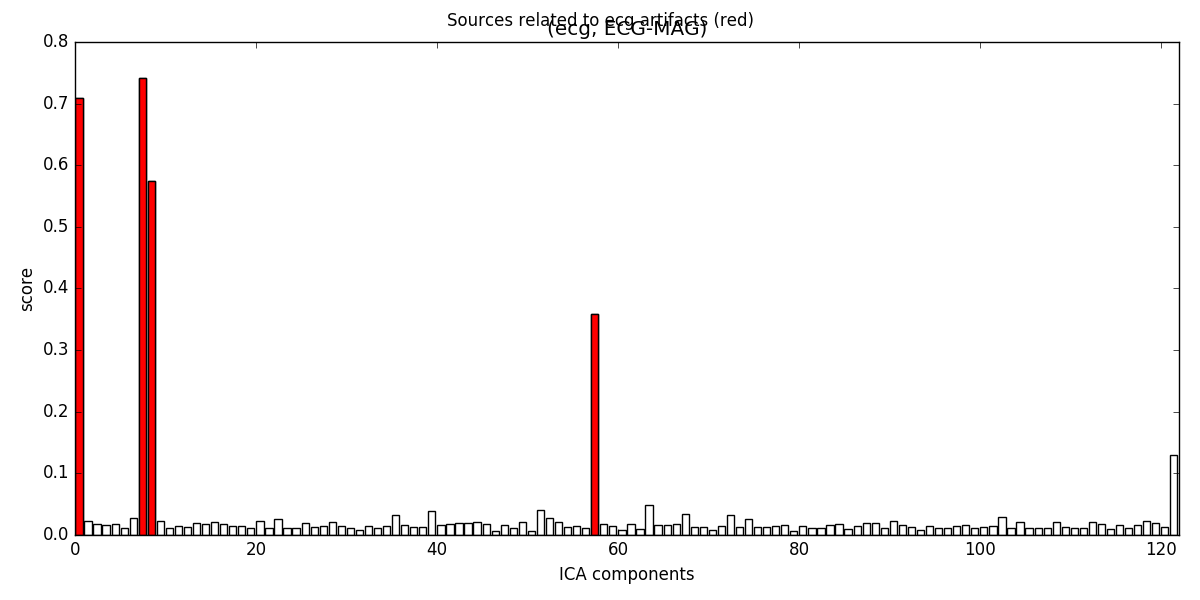 Sources related to ecg artifacts (red)
(ecg, ECG-MAG)
0.8
0.7
0.6
0.5
0.4
0.3
0.2
0.1
0.0
score
0 20 40 60 80 100 120
ICA components